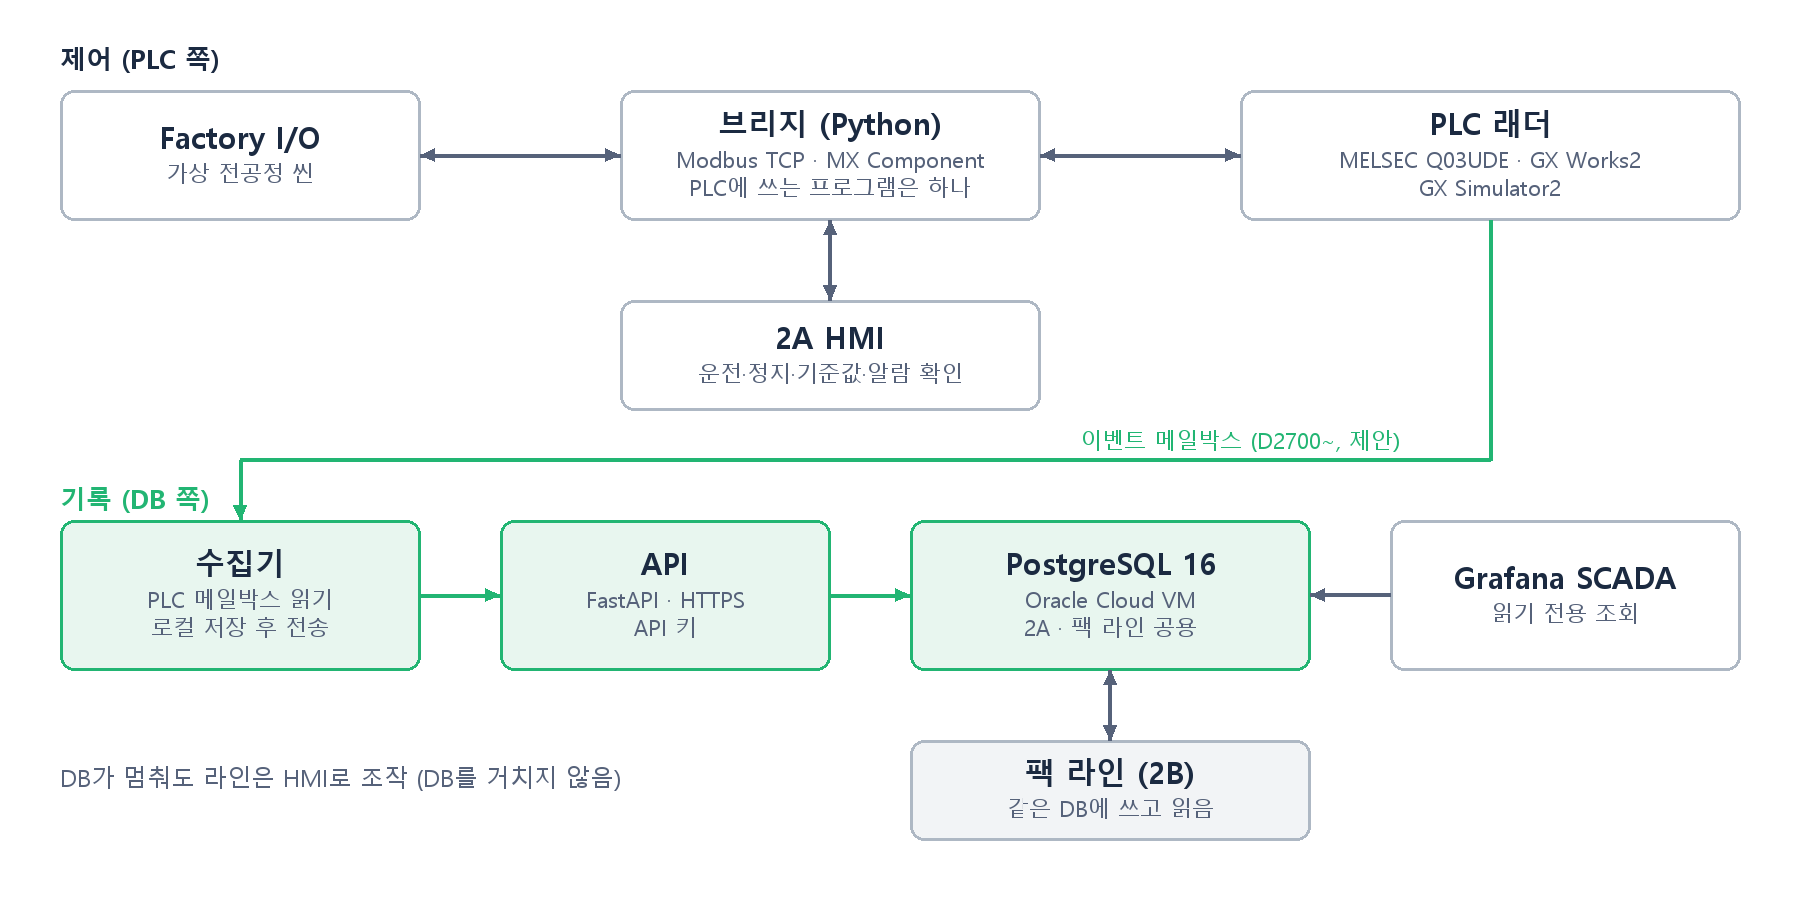 제어 (PLC 쪽)
Factory I/O
가상 전공정 씬
브리지 (Python)
Modbus TCP · MX Component
PLC에 쓰는 프로그램은 하나
PLC 래더
MELSEC Q03UDE · GX Works2
GX Simulator2
2A HMI
운전·정지·기준값·알람 확인
이벤트 메일박스 (D2700~, 제안)
기록 (DB 쪽)
수집기
PLC 메일박스 읽기
로컬 저장 후 전송
API
FastAPI · HTTPS
API 키
PostgreSQL 16
Oracle Cloud VM
2A · 팩 라인 공용
Grafana SCADA
읽기 전용 조회
팩 라인 (2B)
같은 DB에 쓰고 읽음
DB가 멈춰도 라인은 HMI로 조작 (DB를 거치지 않음)